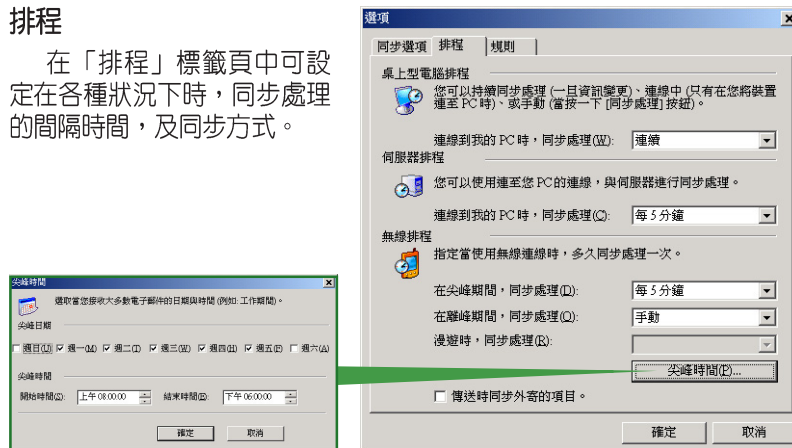 排程
在「排程」標籤頁中可設
定在各種狀況下時，同步處理
的間隔時間，及同步方式。
選項
同步選項 排程 規則
桌上型電腦排程
您可以持續同步處理 (一旦資訊變更)、連線中 (只有在您將裝置
連至 PC 時)、或手動 (當按一下 [同步處理] 按鈕)。
連線到我的 PC 時，同步處理(W): 連續
伺服器排程
您可以使用連至您 PC 的連線，與伺服器進行同步處理。
連線到我的 PC 時，同步處理(C): 每 5 分鐘
無線排程
指定當使用無線連線時，多久同步處理一次。
在尖峰期間，同步處理(D): 每 5 分鐘
在離峰期間，同步處理(O): 手動
漫遊時，同步處理(R):
尖峰時間(P)...
傳送時同步外寄的項目。
確定 取消
尖峰時間
選取當您接收大多數電子郵件的日期與時間 (例如: 工作期間)。
尖峰日期
週日(U) 週一(M) 週二(T) 週三(W) 週四(H) 週五(F) 週六(A)
尖峰時間
開始時間(S): 上午 08:00:00 結束時間(E): 下午 06:00:00
確定 取消